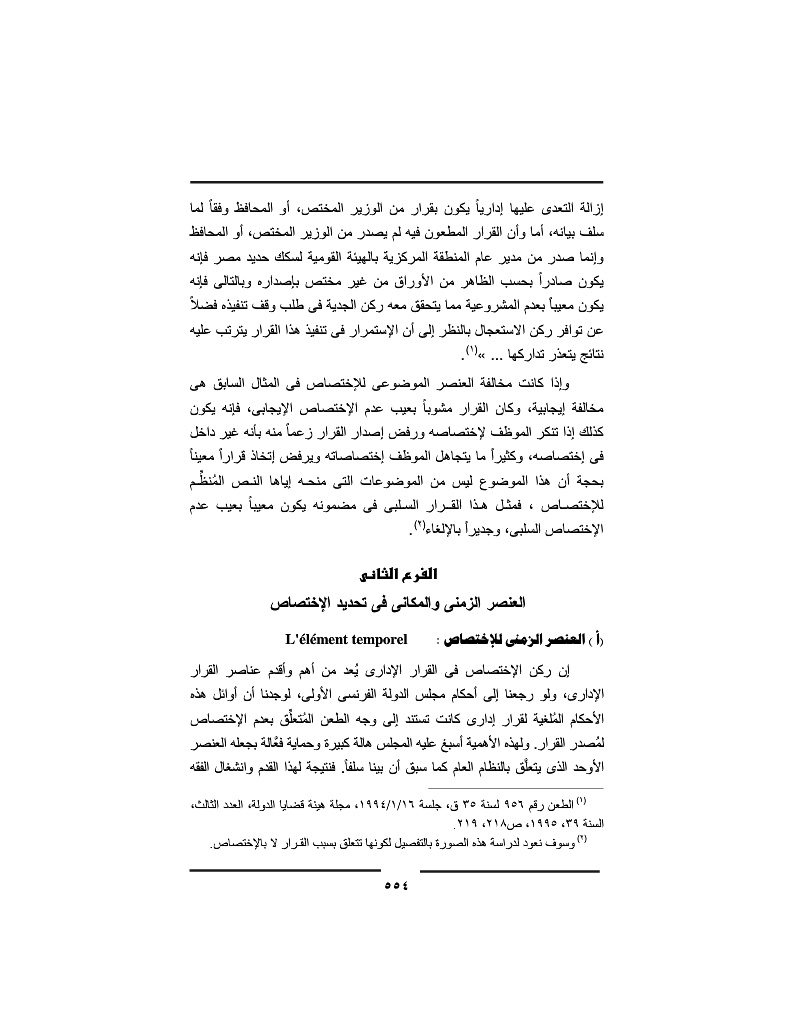 إزالة التعدى عليها إدارياً يكون بقرار من الوزير المختص، أو المحافظ وفقاً لما
سلف بيانه، أما وأن القرار المطعون فيه لم يصدر من الوزير المختص، أو المحافظ
وإنما صدر من مدير عام المنطقة المركزية بالهيئة القومية لسكك حديد مصر فإنه
يكون صادراً بحسب الظاهر من الأوراق من غير مختص بإصداره وبالتالى فإنه
يكون معيباً بعدم المشروعية مما يتحقق معه ركن الجدية فى طلب وقف تنفيذه فضلاً
عن توافر ركن الاستعجال بالنظر إلى أن الإستمرار فى تنفيذ هذا القرار يترتب عليه
نتائج يتعذر تداركها ... »(١).
وإذا كانت مخالفة العنصر الموضوعى للإختصاص فى المثال السابق هى
مخالفة إيجابية، وكان القرار مشوباً بعيب عدم الإختصاص الإيجابى، فإنه يكون
كذلك إذا تنكر الموظف لإختصاصه ورفض إصدار القرار زعماً منه بأنه غير داخل
فى إختصاصه، وكثيراً ما يتجاهل الموظف إختصاصاته ويرفض إتخاذ قراراً معيناً
بحجة أن هذا الموضوع ليس من الموضوعات التى منحه إياها النص المُنظِّم
للإختصاص ، فمثل هذا القرار السلبى فى مضمونه يكون معيباً بعيب عدم
الإختصاص السلبى، وجديراً بالإلغاء(٢).
الفرع الثانى
العنصر الزمنى والمكانى فى تحديد الإختصاص
(أ) العنصر الزمنى للإختصاص : L'élément temporel
إن ركن الإختصاص فى القرار الإدارى يُعد من أهم وأقدم عناصر القرار
الإدارى، ولو رجعنا إلى أحكام مجلس الدولة الفرنسى الأولى، لوجدنا أن أوائل هذه
الأحكام المُلغية لقرار إدارى كانت تستند إلى وجه الطعن المُتعلِّق بعدم الإختصاص
لمُصدر القرار. ولهذه الأهمية أسبغ عليه المجلس هالة كبيرة وحماية فعَّالة بجعله العنصر
الأوحد الذى يتعلَّق بالنظام العام كما سبق أن بينا سلفاً. فنتيجة لهذا القدم وانشغال الفقه
(١) الطعن رقم ٩٥٦ لسنة ٣٥ ق، جلسة ١٩٩٤/١/١٦، مجلة هيئة قضايا الدولة، العدد الثالث،
السنة ٣٩، ١٩٩٥، ص٢١٨، ٢١٩.
(٢) وسوف نعود لدراسة هذه الصورة بالتفصيل لكونها تتعلق بسبب القرار لا بالإختصاص.
٥٥٤